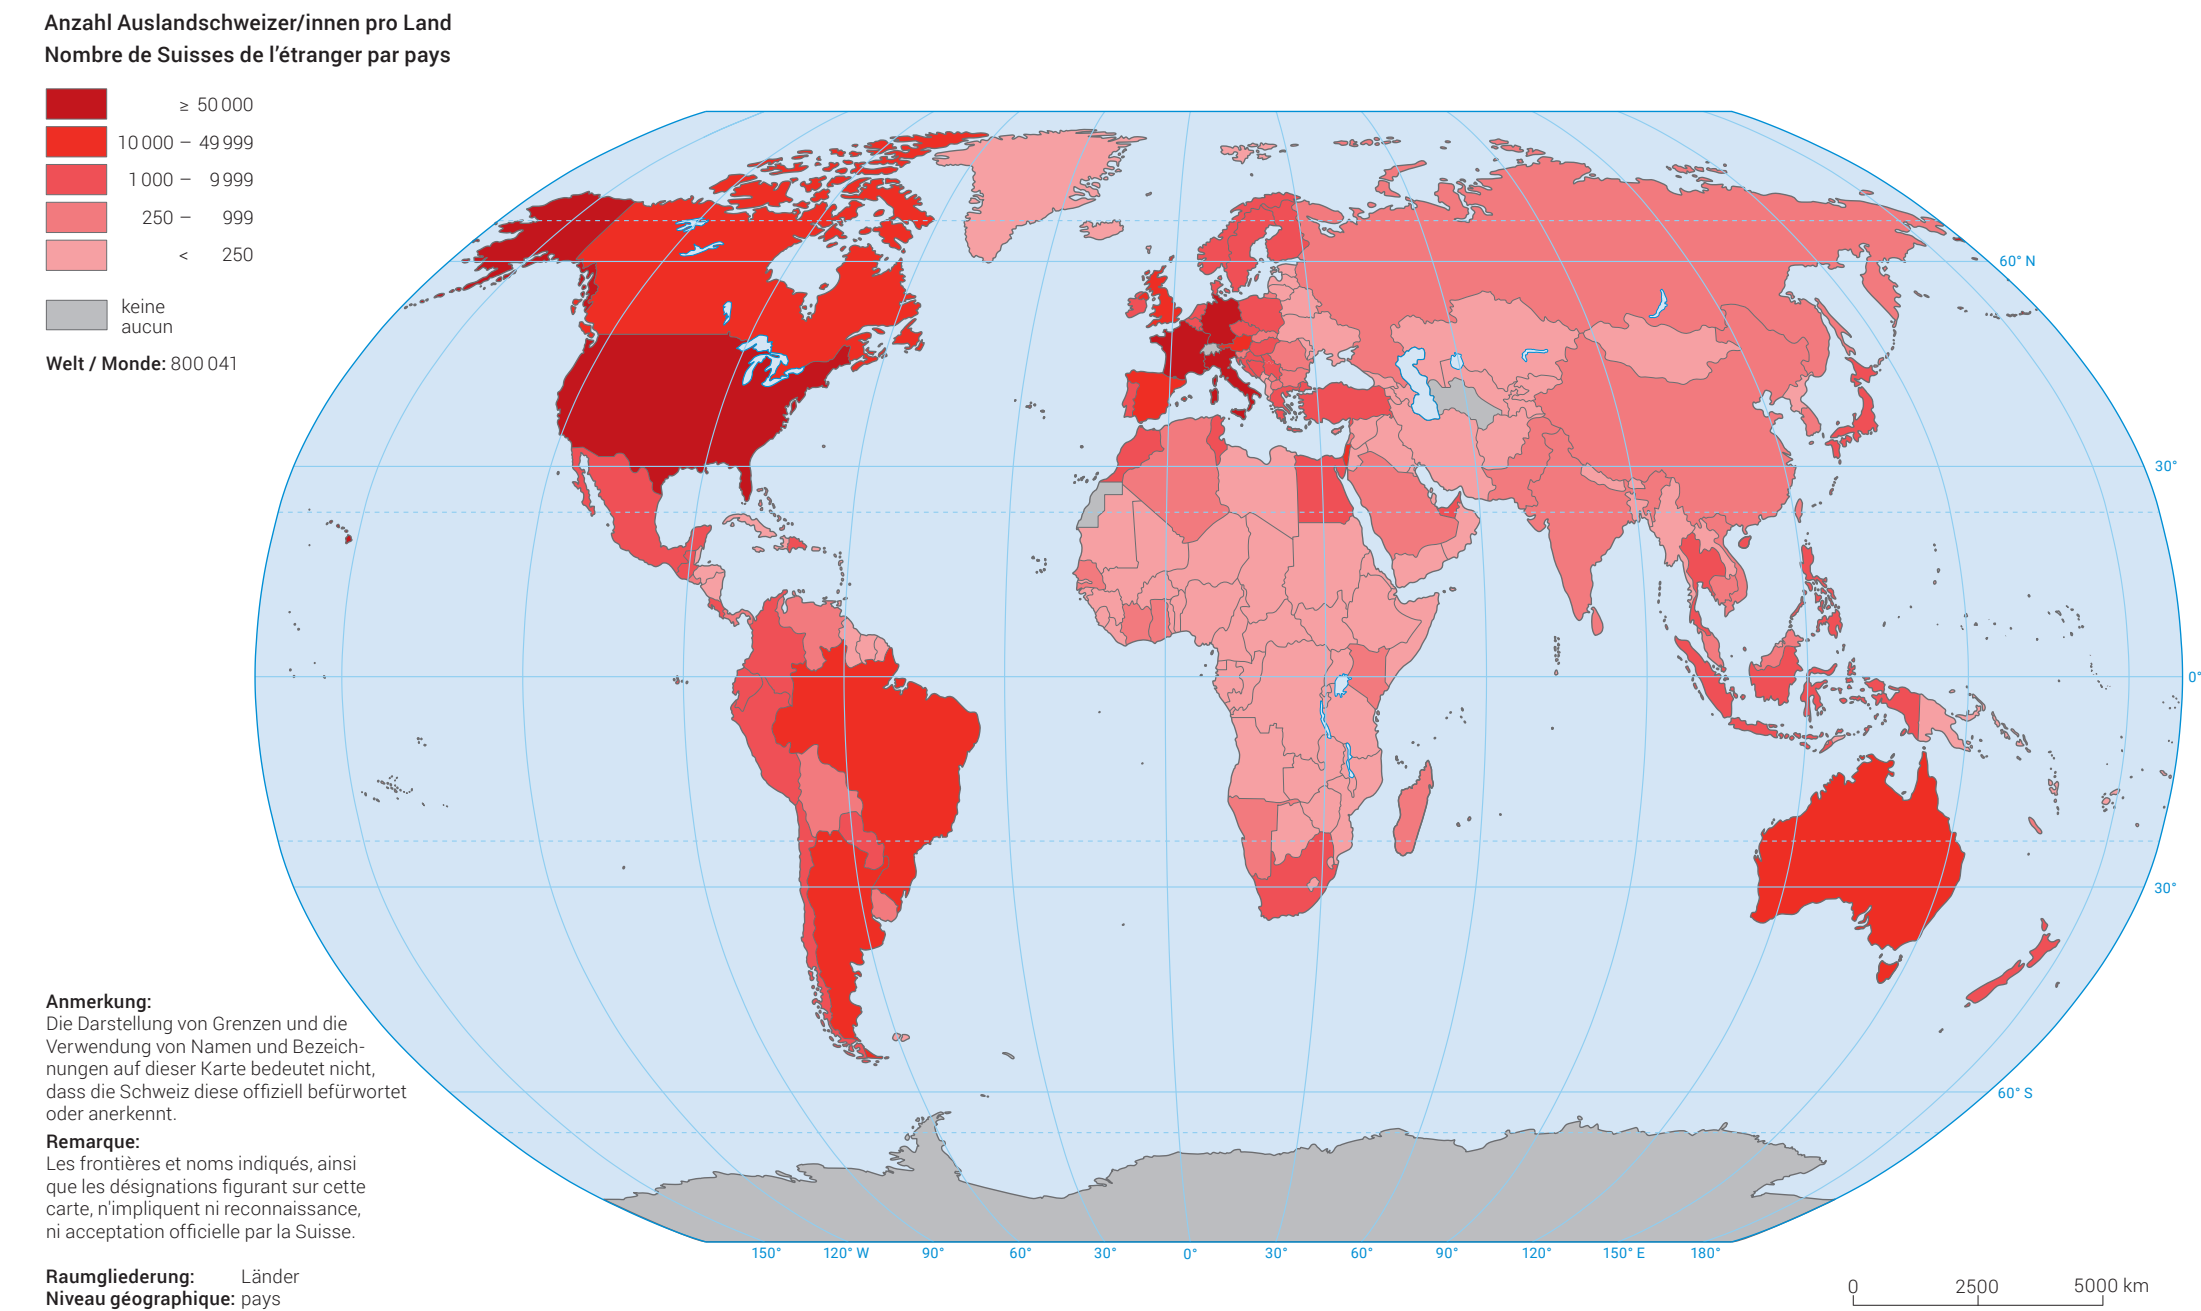 Anzahl Auslandschweizer/innen pro Land
Nombre de Suisses de l'étranger par pays
≥ 50 000
10 000 – 49 999
1 000 – 9 999
250 – 999
< 250
keine
aucun
Welt / Monde: 800 041
60° N
30°
0°
30°
60° S
Anmerkung:
Die Darstellung von Grenzen und die
Verwendung von Namen und Bezeich-
nungen auf dieser Karte bedeutet nicht,
dass die Schweiz diese offiziell befürwortet
oder anerkennt.
Remarque:
Les frontières et noms indiqués, ainsi
que les désignations figurant sur cette
carte, n'impliquent ni reconnaissance,
ni acceptation officielle par la Suisse.
150° 120° W 90° 60° 30° 0° 30° 60° 90° 120° 150° E 180°
Raumgliederung: Länder
Niveau géographique: pays
0 2500 5000 km